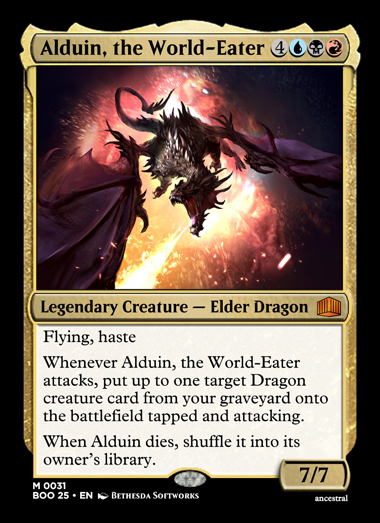 Alduin, the World-Eater 4
Legendary Creature — Elder Dragon
Flying, haste
Whenever Alduin, the World-Eater
attacks, put up to one target Dragon
creature card from your graveyard onto
the battlefield tapped and attacking.
When Alduin dies, shuffle it into its
owner's library.
7/7
M 0031
BOO 25 • EN Bethesda Softworks
ancestral